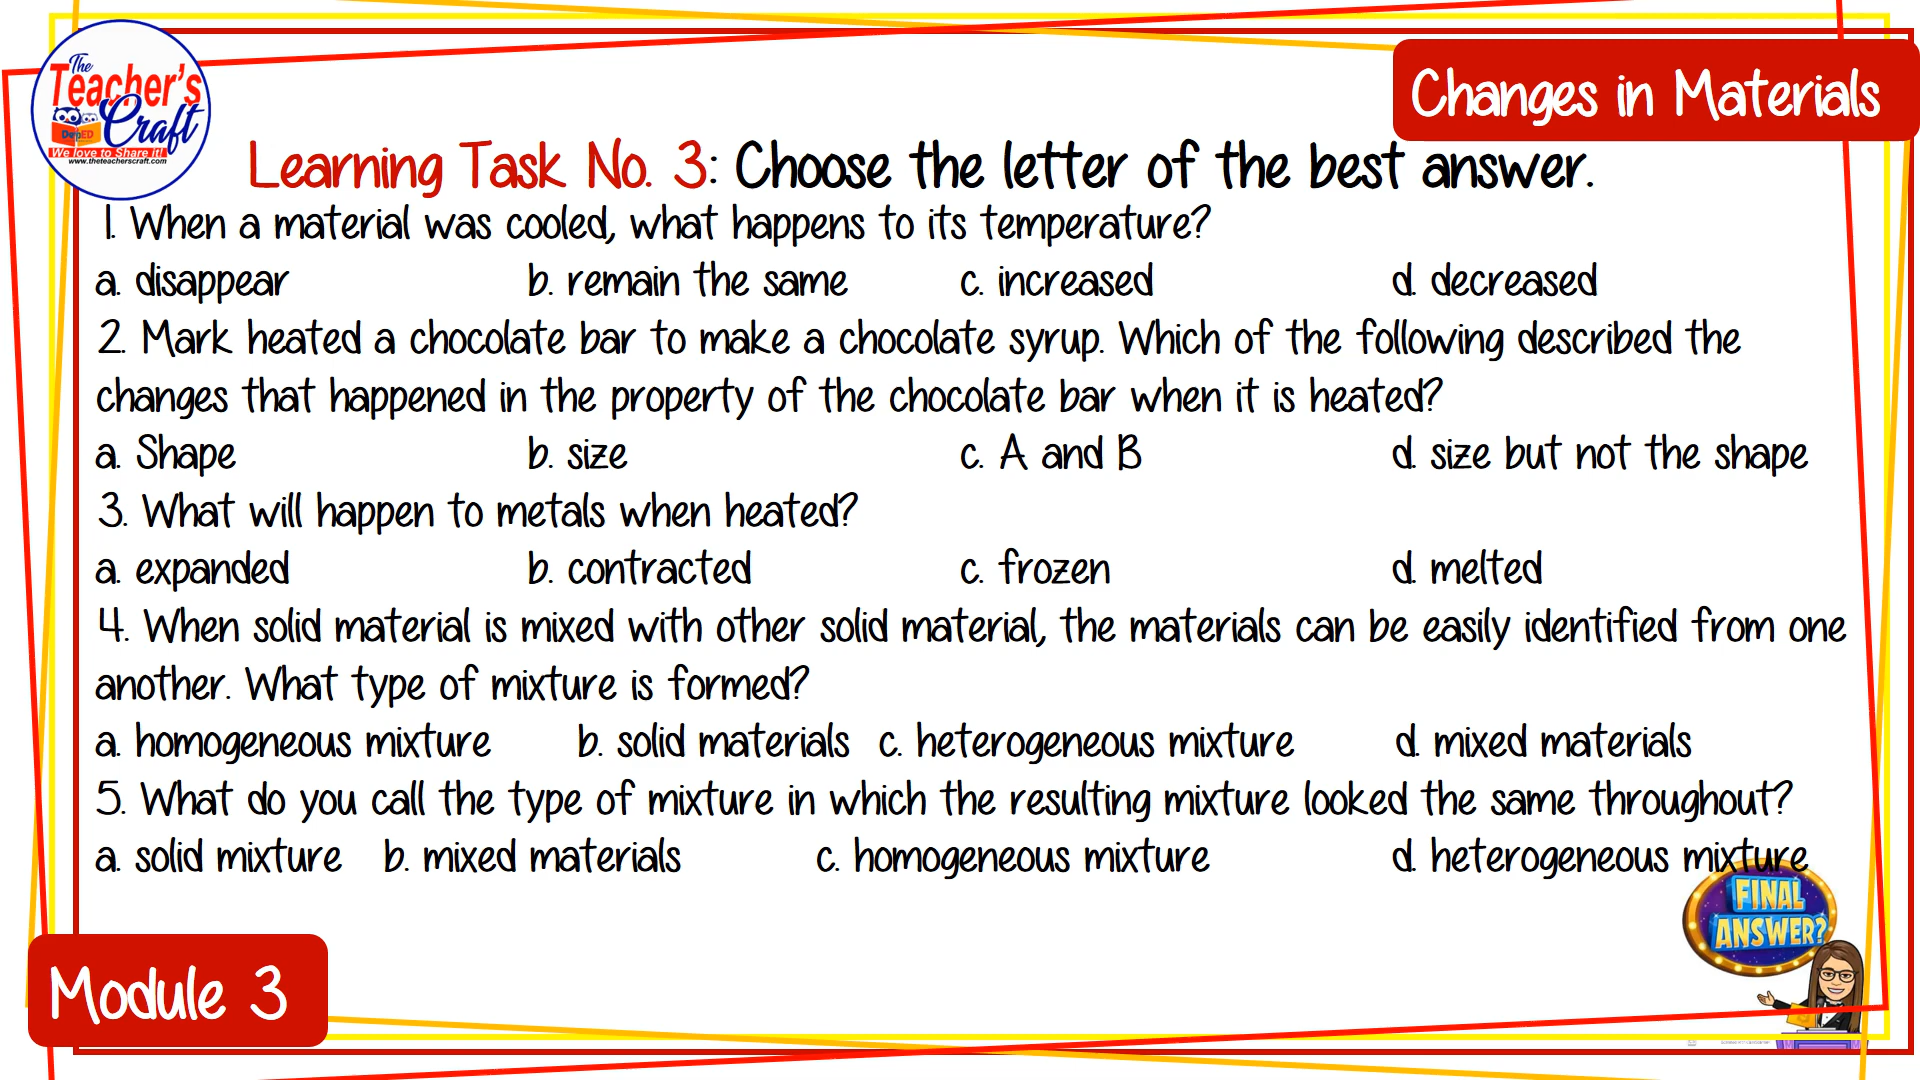 The
Teacher's
Craft
DepED
We love to Share it!
www.theteacherscraft.com
Changes in Materials
Learning Task No. 3: Choose the letter of the best answer.
1. When a material was cooled, what happens to its temperature?
a. disappear b. remain the same c. increased d. decreased
2. Mark heated a chocolate bar to make a chocolate syrup. Which of the following described the
changes that happened in the property of the chocolate bar when it is heated?
a. Shape b. size c. A and B d. size but not the shape
3. What will happen to metals when heated?
a. expanded b. contracted c. frozen d. melted
4. When solid material is mixed with other solid material, the materials can be easily identified from one
another. What type of mixture is formed?
a. homogeneous mixture b. solid materials c. heterogeneous mixture d. mixed materials
5. What do you call the type of mixture in which the resulting mixture looked the same throughout?
a. solid mixture b. mixed materials c. homogeneous mixture d. heterogeneous mixture
FINAL
ANSWER?
Module 3